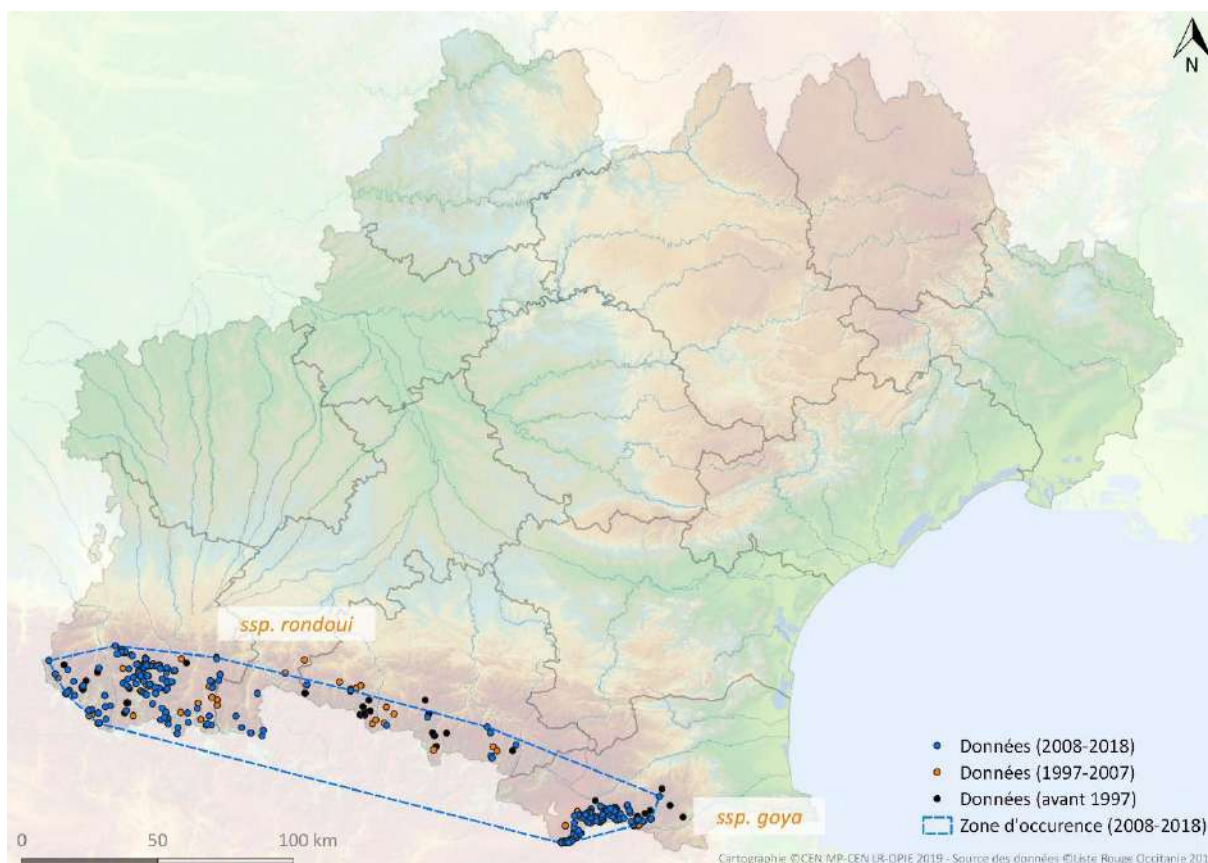 N
ssp. rondoui
ssp. goya
Données (2008-2018)
Données (1997-2007)
Données (avant 1997)
Zone d'occurence (2008-2018)
0 50 100 km
Cartographie ©CEN MP-CEN LR-OPIE 2019 - Source des données ©Liste Rouge Occitanie 201